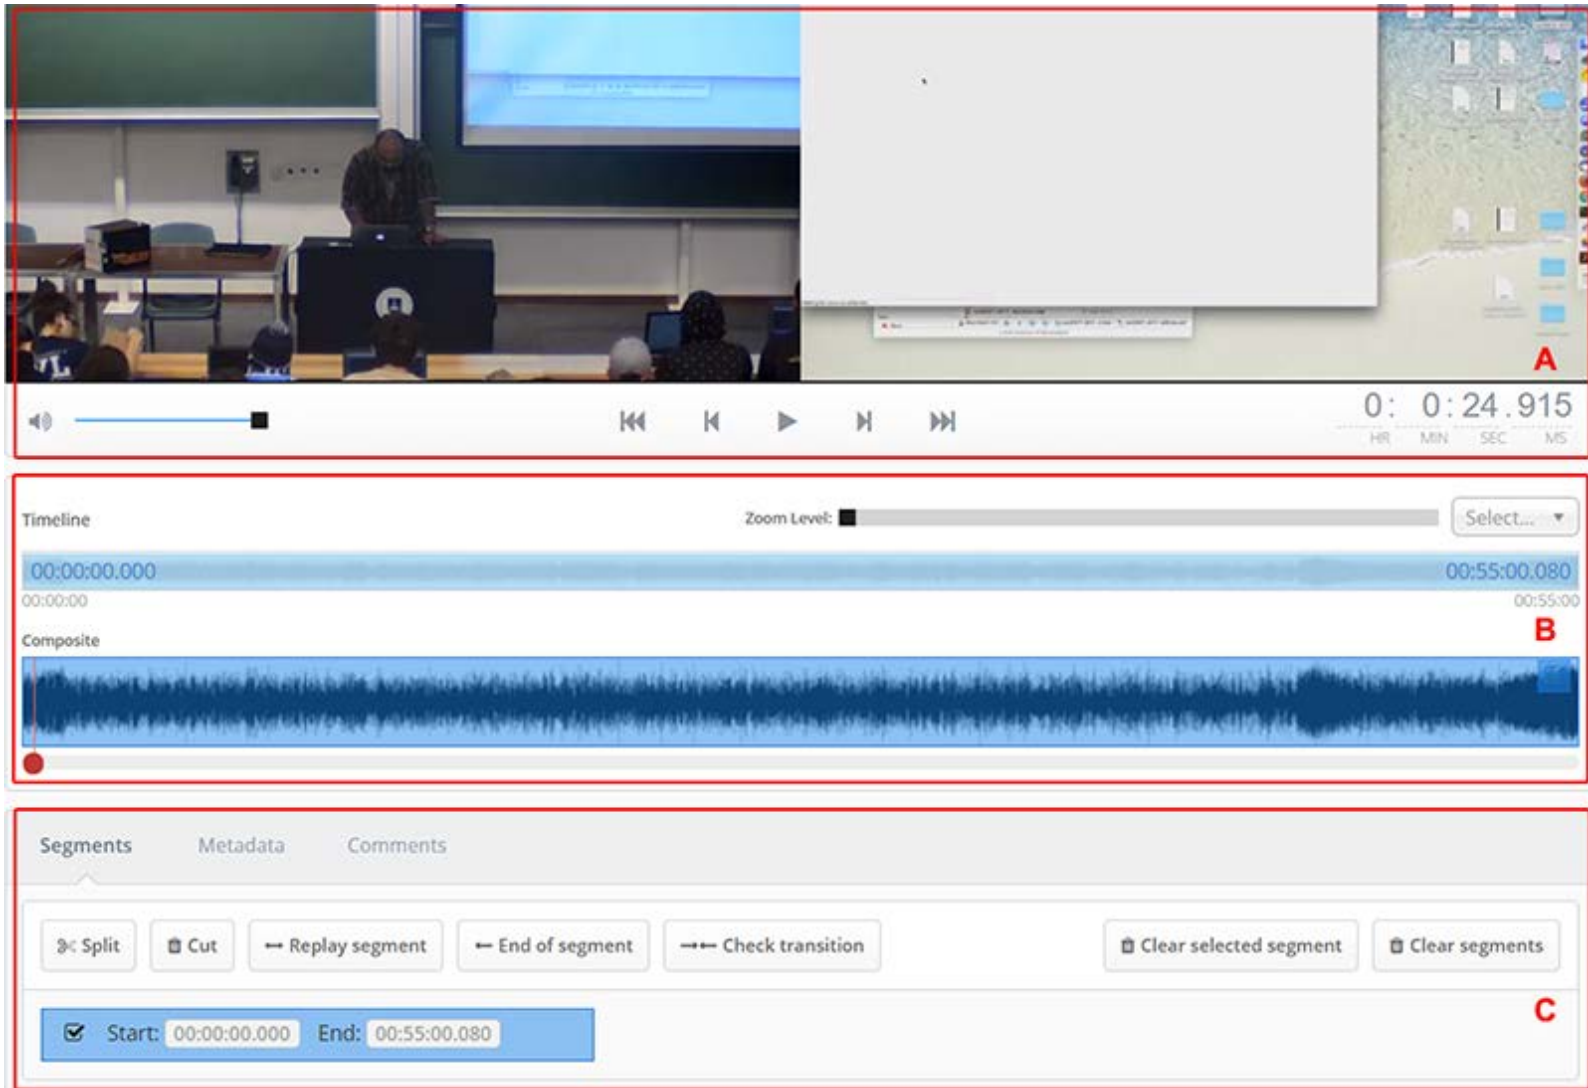 A
0: 0:24.915
HR MIN SEC MS
Timeline Zoom Level: Select...
00:00:00.000 00:55:00.080
00:00:00 00:55:00
B
Composite
Segments Metadata Comments
Split Cut Replay segment End of segment Check transition Clear selected segment Clear segments
C
Start: 00:00:00.000 End: 00:55:00.080